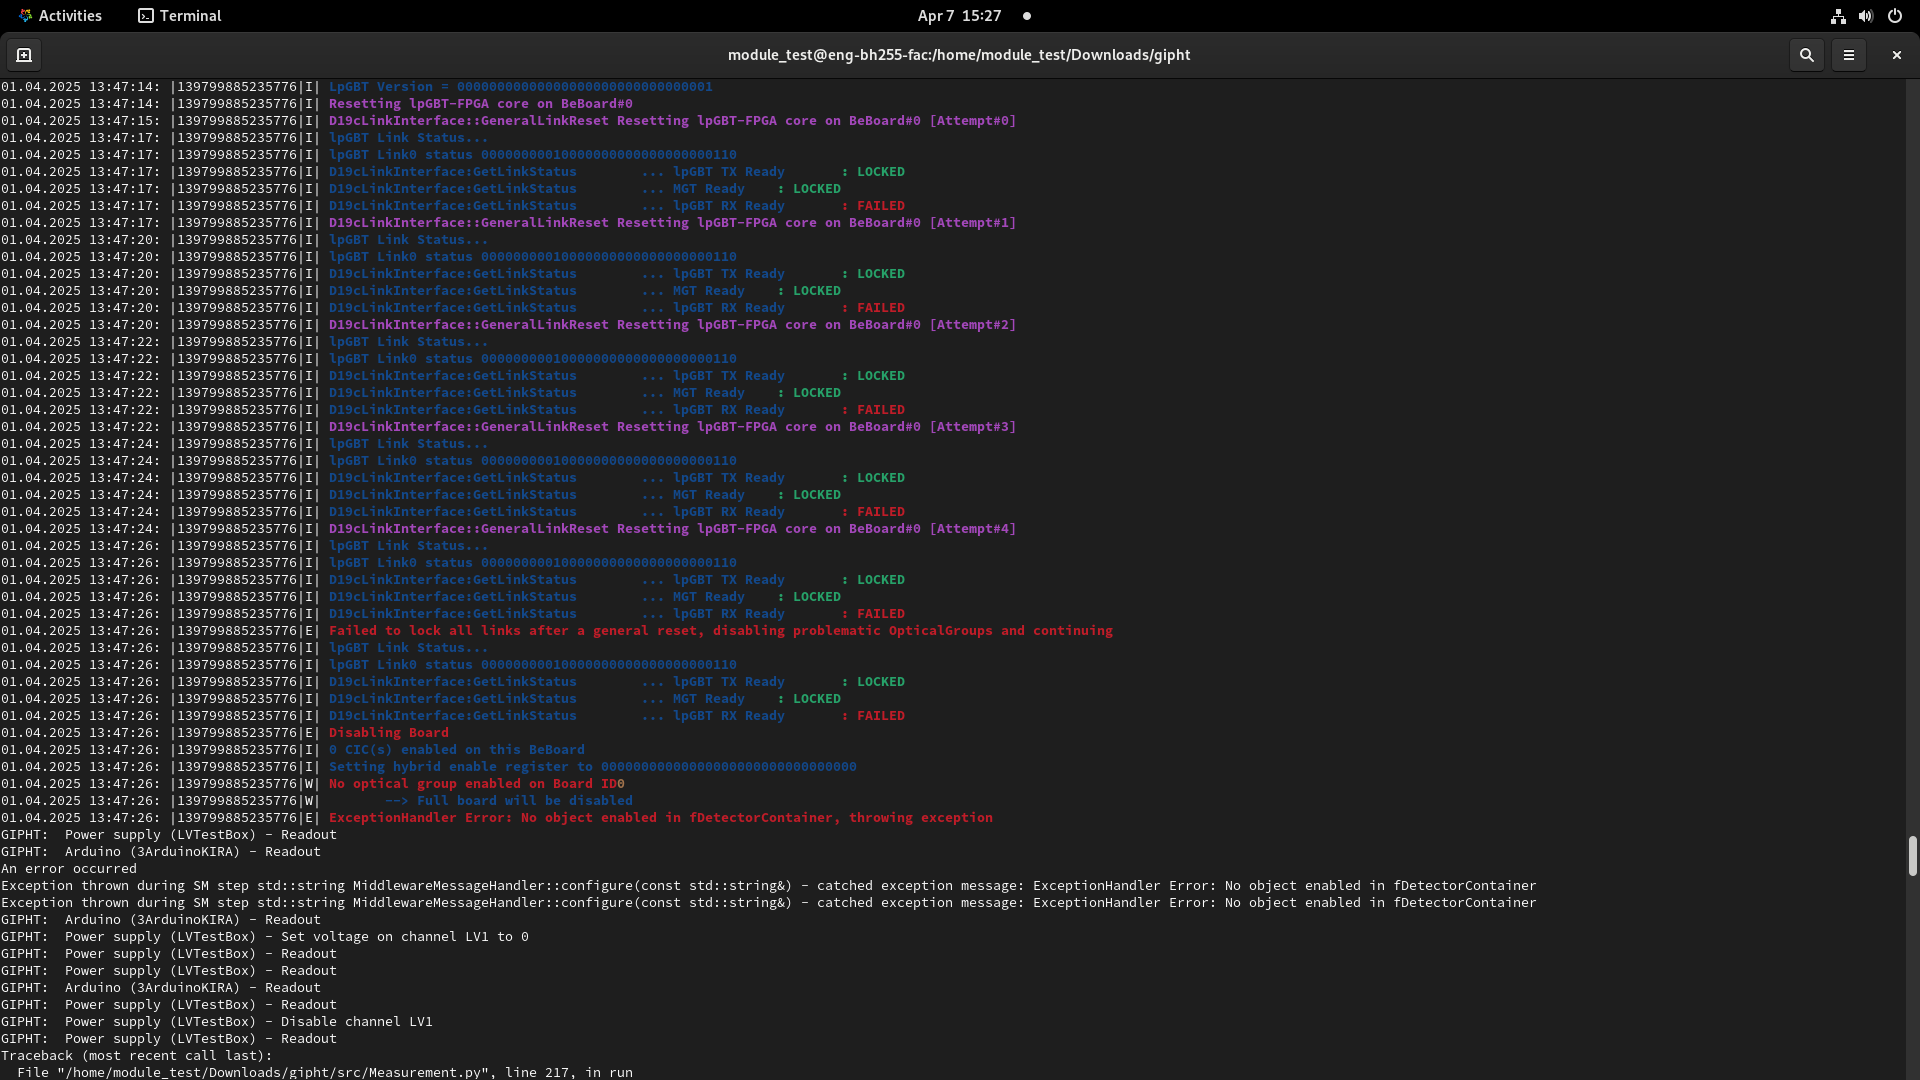 Activities Terminal Apr 7 15:27
module_test@eng-bh255-fac:/home/module_test/Downloads/gipht
01.04.2025 13:47:14: |139799885235776|I| LpGBT Version = 00000000000000000000000000000001
01.04.2025 13:47:14: |139799885235776|I| Resetting lpGBT-FPGA core on BeBoard#0
01.04.2025 13:47:15: |139799885235776|I| D19cLinkInterface::GeneralLinkReset Resetting lpGBT-FPGA core on BeBoard#0 [Attempt#0]
01.04.2025 13:47:17: |139799885235776|I| lpGBT Link Status...
01.04.2025 13:47:17: |139799885235776|I| lpGBT Link0 status 00000000010000000000000000000110
01.04.2025 13:47:17: |139799885235776|I| D19cLinkInterface:GetLinkStatus ... lpGBT TX Ready : LOCKED
01.04.2025 13:47:17: |139799885235776|I| D19cLinkInterface:GetLinkStatus ... MGT Ready : LOCKED
01.04.2025 13:47:17: |139799885235776|I| D19cLinkInterface:GetLinkStatus ... lpGBT RX Ready : FAILED
01.04.2025 13:47:17: |139799885235776|I| D19cLinkInterface::GeneralLinkReset Resetting lpGBT-FPGA core on BeBoard#0 [Attempt#1]
01.04.2025 13:47:20: |139799885235776|I| lpGBT Link Status...
01.04.2025 13:47:20: |139799885235776|I| lpGBT Link0 status 00000000010000000000000000000110
01.04.2025 13:47:20: |139799885235776|I| D19cLinkInterface:GetLinkStatus ... lpGBT TX Ready : LOCKED
01.04.2025 13:47:20: |139799885235776|I| D19cLinkInterface:GetLinkStatus ... MGT Ready : LOCKED
01.04.2025 13:47:20: |139799885235776|I| D19cLinkInterface:GetLinkStatus ... lpGBT RX Ready : FAILED
01.04.2025 13:47:20: |139799885235776|I| D19cLinkInterface::GeneralLinkReset Resetting lpGBT-FPGA core on BeBoard#0 [Attempt#2]
01.04.2025 13:47:22: |139799885235776|I| lpGBT Link Status...
01.04.2025 13:47:22: |139799885235776|I| lpGBT Link0 status 00000000010000000000000000000110
01.04.2025 13:47:22: |139799885235776|I| D19cLinkInterface:GetLinkStatus ... lpGBT TX Ready : LOCKED
01.04.2025 13:47:22: |139799885235776|I| D19cLinkInterface:GetLinkStatus ... MGT Ready : LOCKED
01.04.2025 13:47:22: |139799885235776|I| D19cLinkInterface:GetLinkStatus ... lpGBT RX Ready : FAILED
01.04.2025 13:47:22: |139799885235776|I| D19cLinkInterface::GeneralLinkReset Resetting lpGBT-FPGA core on BeBoard#0 [Attempt#3]
01.04.2025 13:47:24: |139799885235776|I| lpGBT Link Status...
01.04.2025 13:47:24: |139799885235776|I| lpGBT Link0 status 00000000010000000000000000000110
01.04.2025 13:47:24: |139799885235776|I| D19cLinkInterface:GetLinkStatus ... lpGBT TX Ready : LOCKED
01.04.2025 13:47:24: |139799885235776|I| D19cLinkInterface:GetLinkStatus ... MGT Ready : LOCKED
01.04.2025 13:47:24: |139799885235776|I| D19cLinkInterface:GetLinkStatus ... lpGBT RX Ready : FAILED
01.04.2025 13:47:24: |139799885235776|I| D19cLinkInterface::GeneralLinkReset Resetting lpGBT-FPGA core on BeBoard#0 [Attempt#4]
01.04.2025 13:47:26: |139799885235776|I| lpGBT Link Status...
01.04.2025 13:47:26: |139799885235776|I| lpGBT Link0 status 00000000010000000000000000000110
01.04.2025 13:47:26: |139799885235776|I| D19cLinkInterface:GetLinkStatus ... lpGBT TX Ready : LOCKED
01.04.2025 13:47:26: |139799885235776|I| D19cLinkInterface:GetLinkStatus ... MGT Ready : LOCKED
01.04.2025 13:47:26: |139799885235776|I| D19cLinkInterface:GetLinkStatus ... lpGBT RX Ready : FAILED
01.04.2025 13:47:26: |139799885235776|E| Failed to lock all links after a general reset, disabling problematic OpticalGroups and continuing
01.04.2025 13:47:26: |139799885235776|I| lpGBT Link Status...
01.04.2025 13:47:26: |139799885235776|I| lpGBT Link0 status 00000000010000000000000000000110
01.04.2025 13:47:26: |139799885235776|I| D19cLinkInterface:GetLinkStatus ... lpGBT TX Ready : LOCKED
01.04.2025 13:47:26: |139799885235776|I| D19cLinkInterface:GetLinkStatus ... MGT Ready : LOCKED
01.04.2025 13:47:26: |139799885235776|I| D19cLinkInterface:GetLinkStatus ... lpGBT RX Ready : FAILED
01.04.2025 13:47:26: |139799885235776|E| Disabling Board
01.04.2025 13:47:26: |139799885235776|I| 0 CIC(s) enabled on this BeBoard
01.04.2025 13:47:26: |139799885235776|I| Setting hybrid enable register to 00000000000000000000000000000000
01.04.2025 13:47:26: |139799885235776|W| No optical group enabled on Board ID0
01.04.2025 13:47:26: |139799885235776|W| --> Full board will be disabled
01.04.2025 13:47:26: |139799885235776|E| ExceptionHandler Error: No object enabled in fDetectorContainer, throwing exception
GIPHT: Power supply (LVTestBox) - Readout
GIPHT: Arduino (3ArduinoKIRA) - Readout
An error occurred
Exception thrown during SM step std::string MiddlewareMessageHandler::configure(const std::string&) - catched exception message: ExceptionHandler Error: No object enabled in fDetectorContainer
Exception thrown during SM step std::string MiddlewareMessageHandler::configure(const std::string&) - catched exception message: ExceptionHandler Error: No object enabled in fDetectorContainer
GIPHT: Arduino (3ArduinoKIRA) - Readout
GIPHT: Power supply (LVTestBox) - Set voltage on channel LV1 to 0
GIPHT: Power supply (LVTestBox) - Readout
GIPHT: Power supply (LVTestBox) - Readout
GIPHT: Arduino (3ArduinoKIRA) - Readout
GIPHT: Power supply (LVTestBox) - Readout
GIPHT: Power supply (LVTestBox) - Disable channel LV1
GIPHT: Power supply (LVTestBox) - Readout
Traceback (most recent call last):
File "/home/module_test/Downloads/gipht/src/Measurement.py", line 217, in run